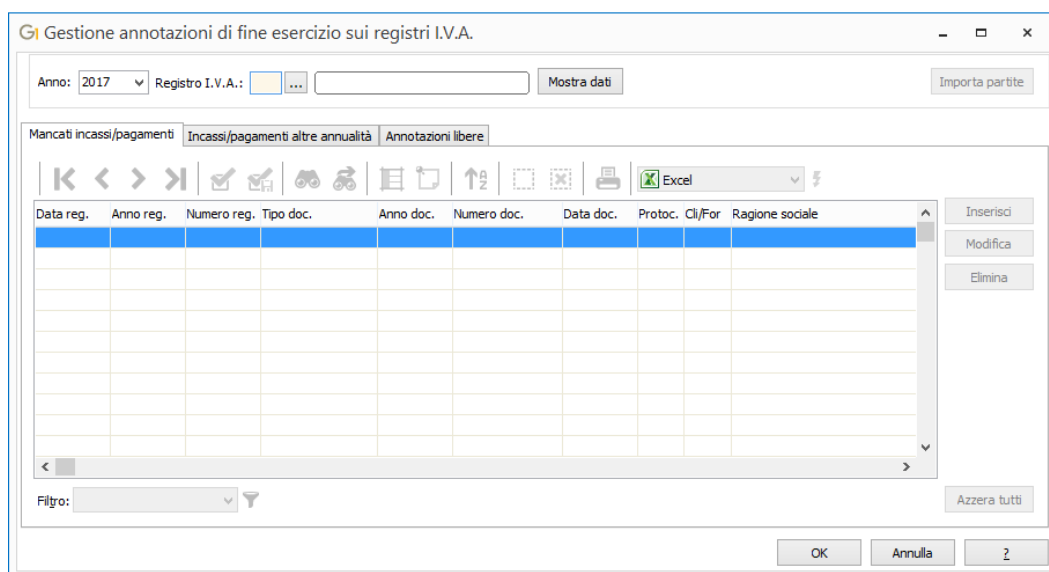 GI Gestione annotazioni di fine esercizio sui registri I.V.A.
Anno: 2017 Registro I.V.A.: ... Mostra dati Importa partite
Mancati incassi/pagamenti Incassi/pagamenti altre annualità Annotazioni libere
Excel
Data reg. Anno reg. Numero reg. Tipo doc. Anno doc. Numero doc. Data doc. Protoc. Cli/For Ragione sociale
Inserisci
Modifica
Elimina
Filtro: Azzera tutti
OK Annulla ?